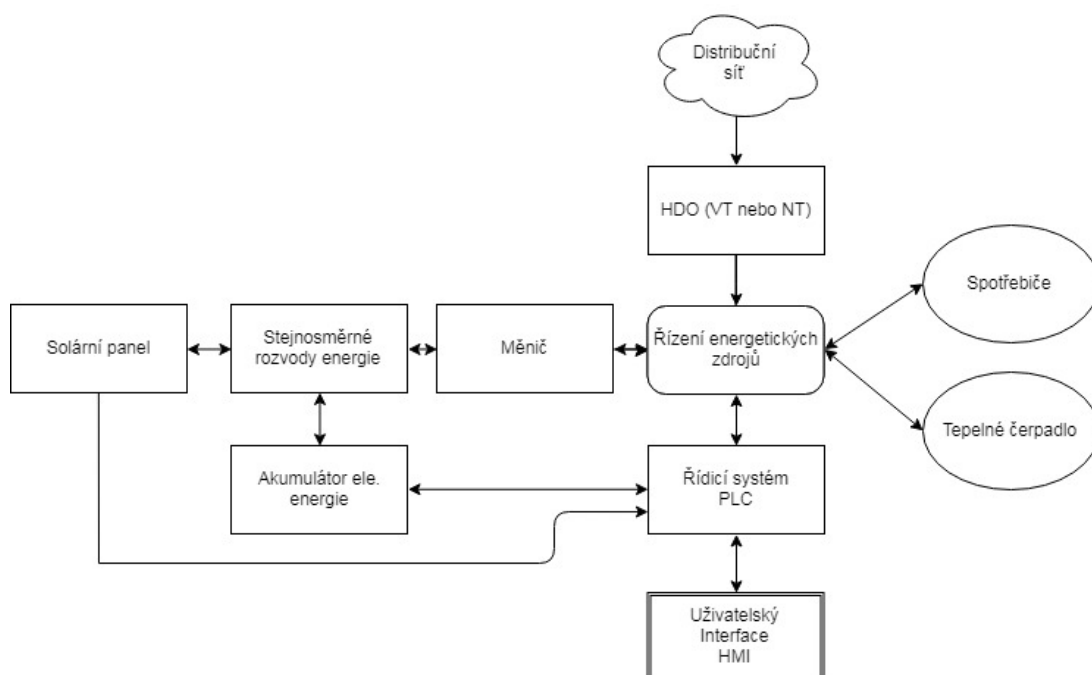 Distribuční
síť
HDO (VT nebo NT)
Spotřebiče
Solární panel
Stejnosměrné
rozvody energie
Měnič
Řízení energetických
zdrojů
Tepelné čerpadlo
Akumulátor ele.
energie
Řídicí systém
PLC
Uživatelský
Interface
HMI